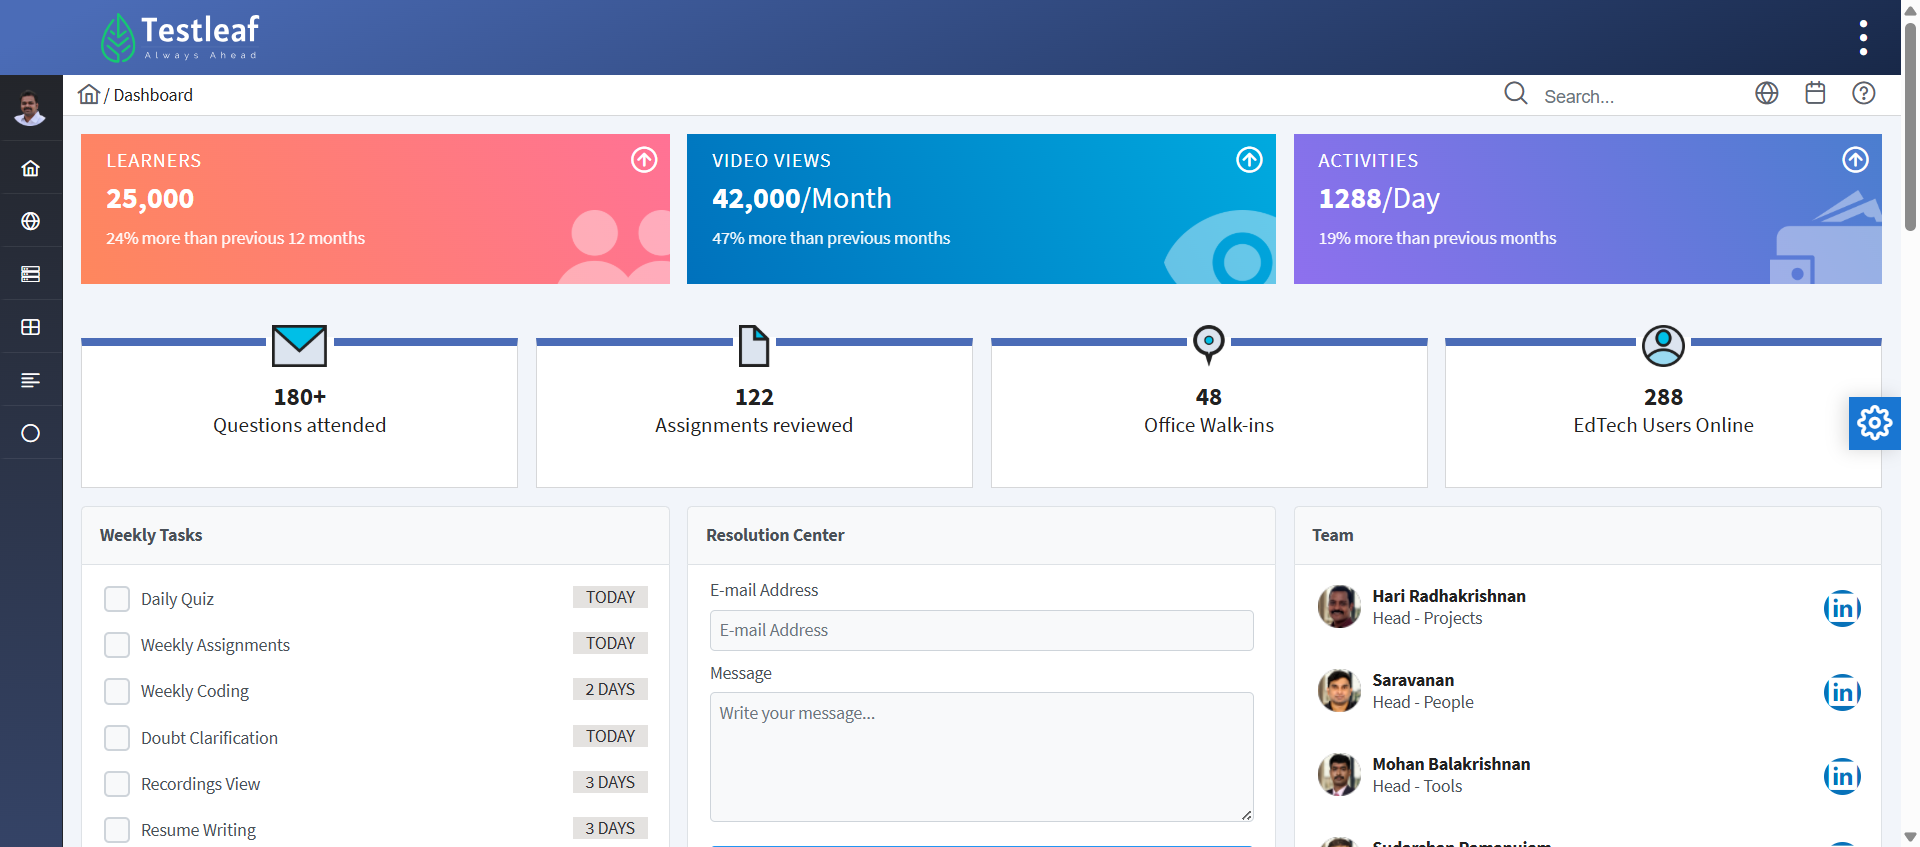 Testleaf
Always Ahead
/ Dashboard
Search...
LEARNERS
25,000
24% more than previous 12 months
VIDEO VIEWS
42,000/Month
47% more than previous months
ACTIVITIES
1288/Day
19% more than previous months
180+
Questions attended
122
Assignments reviewed
48
Office Walk-ins
288
EdTech Users Online
Weekly Tasks
Daily Quiz TODAY
Weekly Assignments TODAY
Weekly Coding 2 DAYS
Doubt Clarification TODAY
Recordings View 3 DAYS
Resume Writing 3 DAYS
Resolution Center
E-mail Address
E-mail Address
Message
Write your message...
Team
Hari Radhakrishnan
Head - Projects
in
Saravanan
Head - People
in
Mohan Balakrishnan
Head - Tools
in